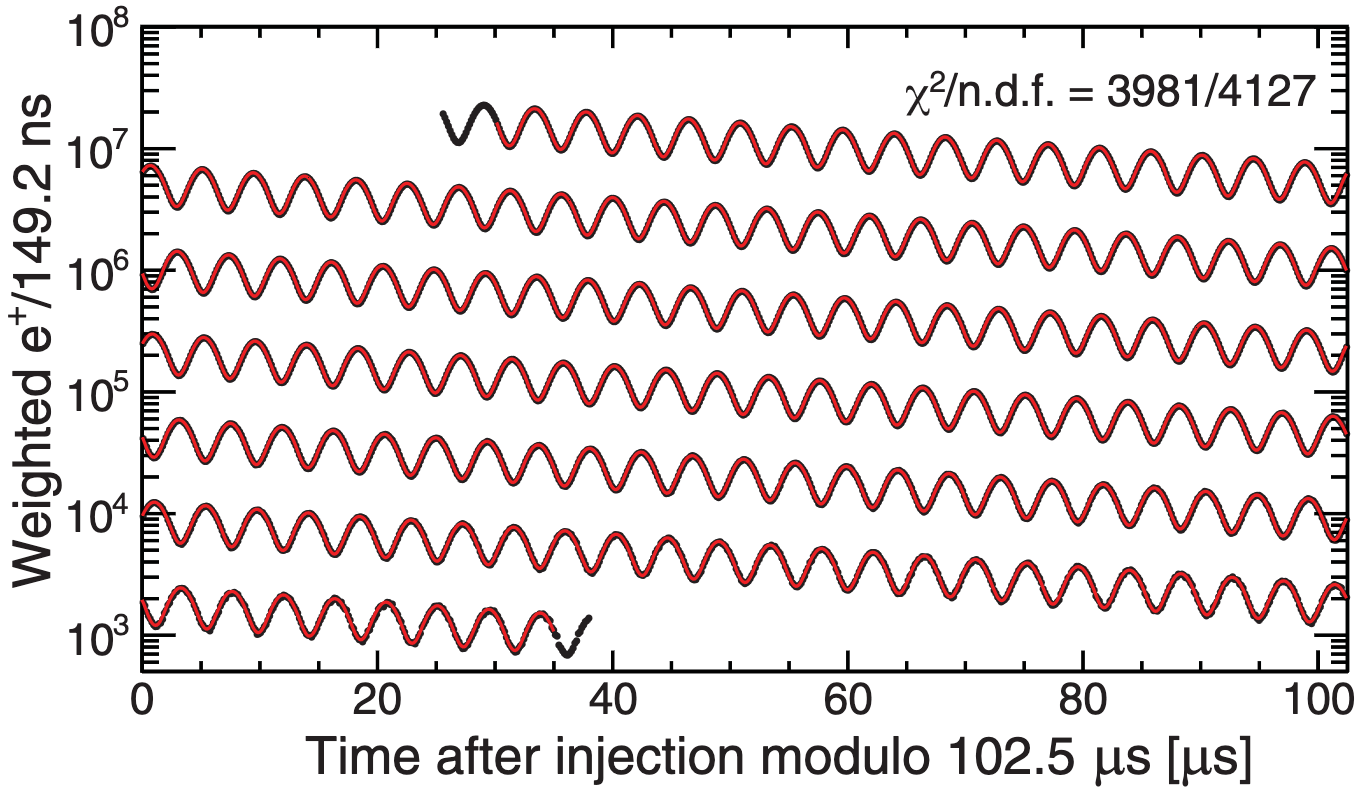 Weighted e⁺/149.2 ns
10⁸
10⁷
10⁶
10⁵
10⁴
10³
χ²/n.d.f. = 3981/4127
0 20 40 60 80 100
Time after injection modulo 102.5 μs [μs]